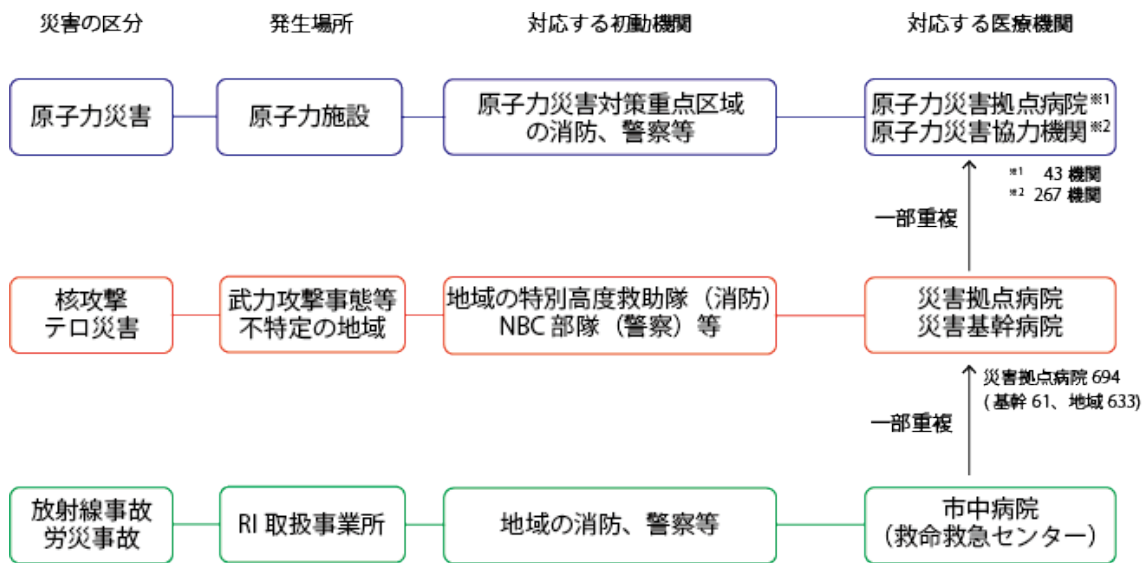 災害の区分
発生場所
対応する初動機関
対応する医療機関
原子力災害
原子力施設
原子力災害対策重点区域
の消防、警察等
原子力災害拠点病院※1
原子力災害協力機関※2
※1 43 機関
※2 267 機関
一部重複
核攻撃
テロ災害
武力攻撃事態等
不特定の地域
地域の特別高度救助隊（消防）
NBC 部隊（警察）等
災害拠点病院
災害基幹病院
災害拠点病院 694
( 基幹 61、地域 633)
一部重複
放射線事故
労災事故
RI 取扱事業所
地域の消防、警察等
市中病院
（救命救急センター）